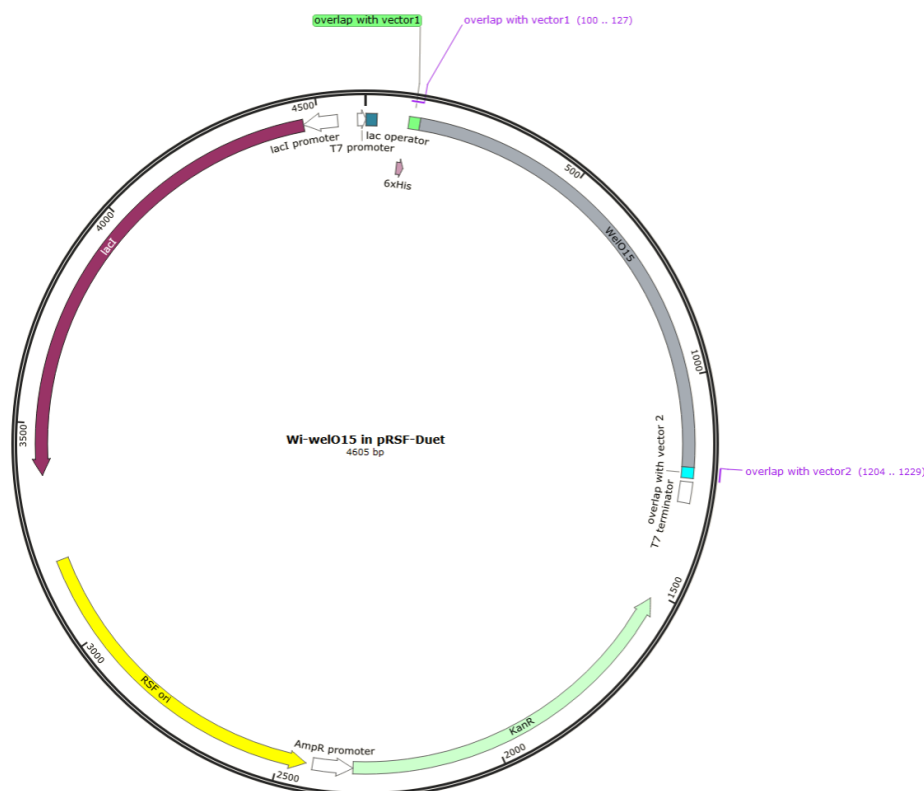 overlap with vector1
overlap with vector1 (100 .. 127)
4500
lacI promoter
T7 promoter
lac operator
6xHis
500
WelO15
4000
lacI
1000
3500
Wi-welO15 in pRSF-Duet
4605 bp
overlap with vector 2
overlap with vector2 (1204 .. 1229)
T7 terminator
1500
3000
RSF ori
KanR
AmpR promoter
2000
2500